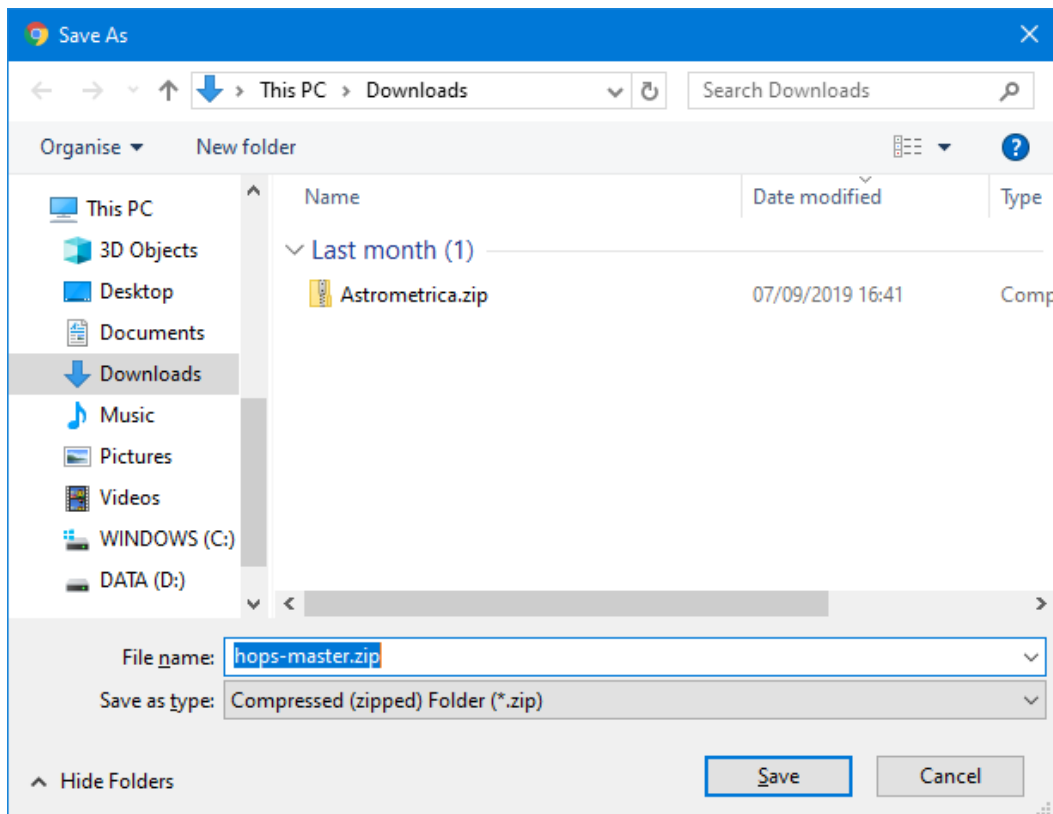 Save As
This PC > Downloads
Search Downloads
Organise
New folder
Name
Date modified
Type
This PC
3D Objects
Desktop
Documents
Downloads
Music
Pictures
Videos
WINDOWS (C:)
DATA (D:)
Last month (1)
Astrometrica.zip
07/09/2019 16:41
Comp
File name:
hops-master.zip
Save as type:
Compressed (zipped) Folder (*.zip)
Hide Folders
Save
Cancel